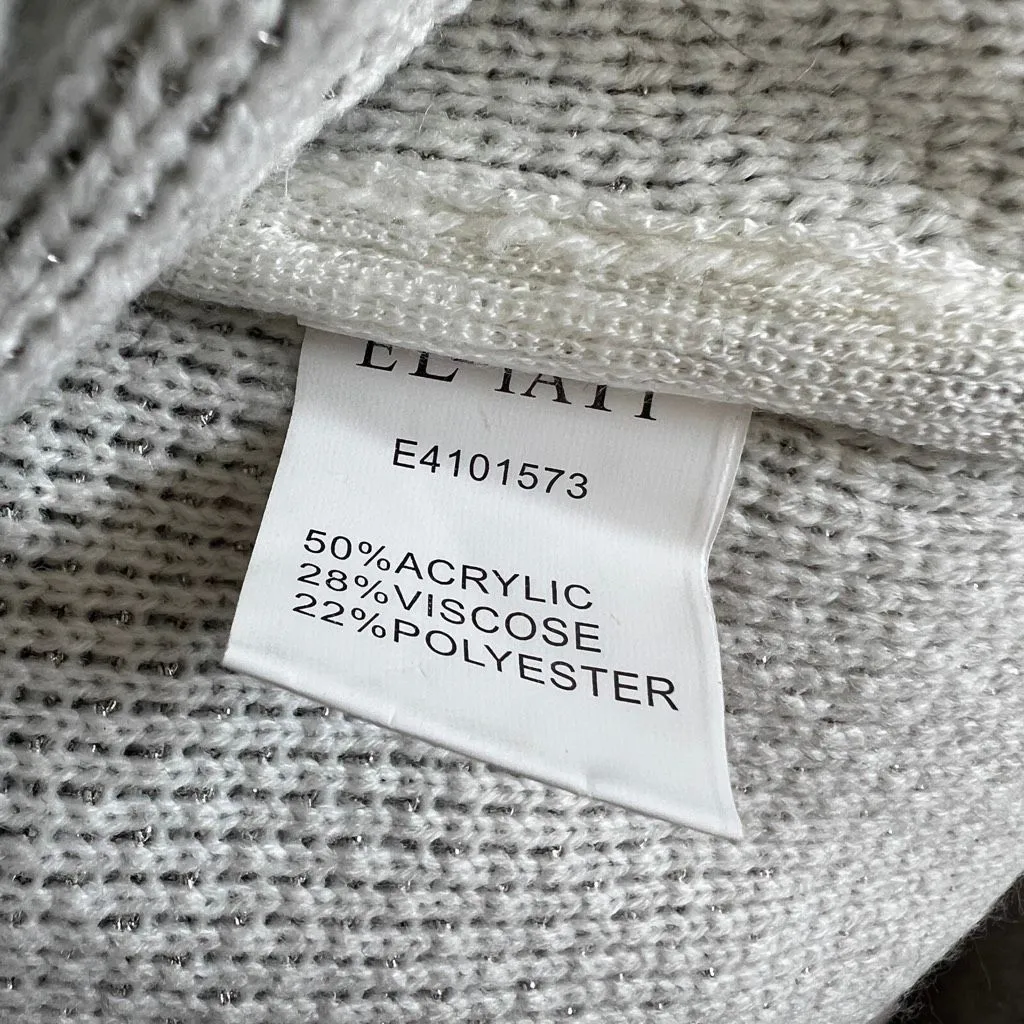 E4101573
50%ACRYLIC
28%VISCOSE
22%POLYESTER